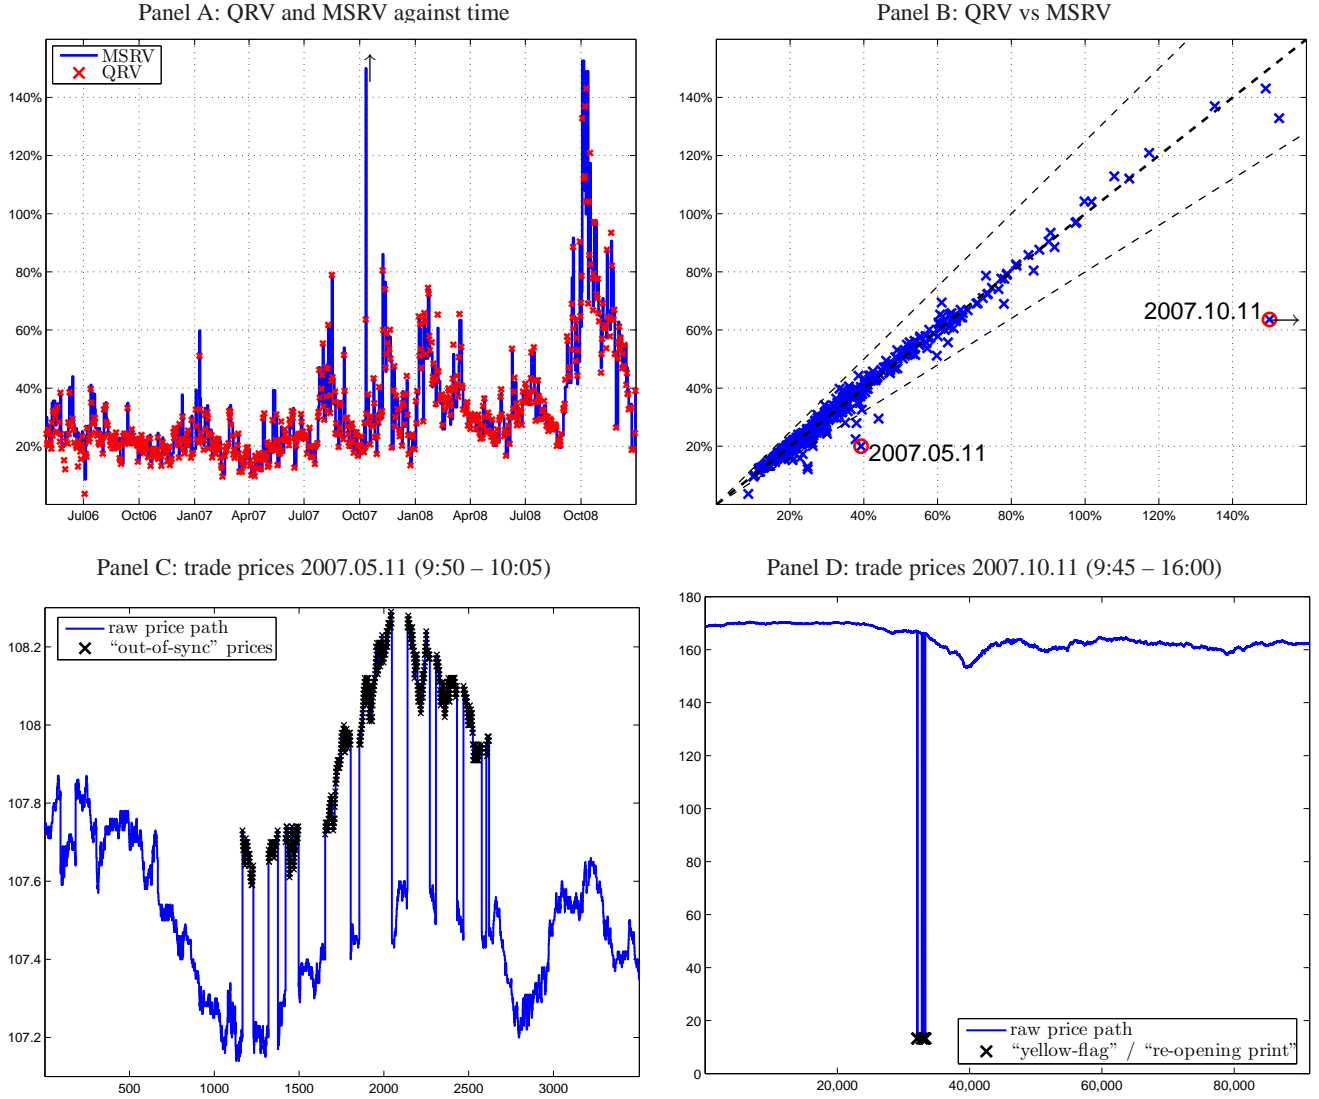 Panel A: QRV and MSRV against time
MSRV
QRV
140%
120%
100%
80%
60%
40%
20%
Jul06 Oct06 Jan07 Apr07 Jul07 Oct07 Jan08 Apr08 Jul08 Oct08
Panel B: QRV vs MSRV
140%
120%
100%
80%
60%
40%
20%
2007.10.11
2007.05.11
20% 40% 60% 80% 100% 120% 140%
Panel C: trade prices 2007.05.11 (9:50 – 10:05)
raw price path
“out-of-sync” prices
108.2
108
107.8
107.6
107.4
107.2
500 1000 1500 2000 2500 3000
Panel D: trade prices 2007.10.11 (9:45 – 16:00)
180
160
140
120
100
80
60
40
20
0
raw price path
“yellow-flag” / “re-opening print”
20,000 40,000 60,000 80,000